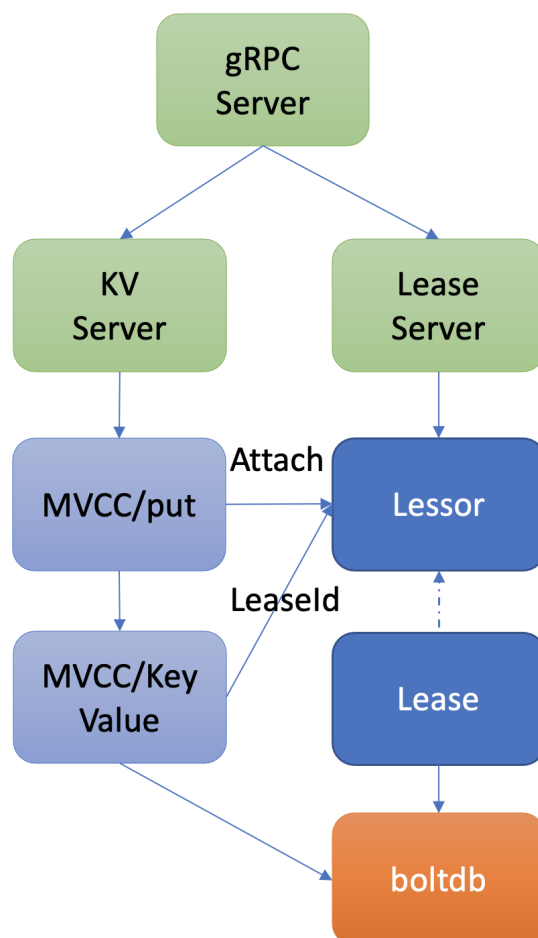 gRPC
Server
KV
Server
Lease
Server
Attach
MVCC/put
Lessor
LeaseId
MVCC/Key
Value
Lease
boltdb